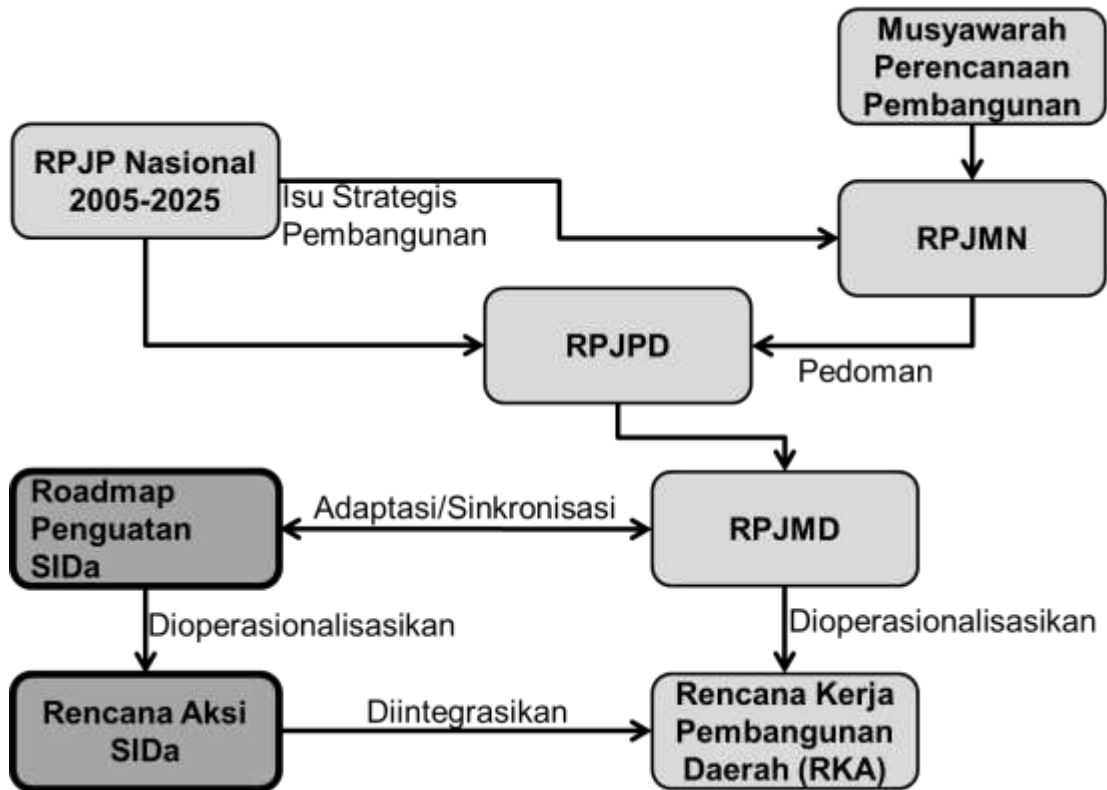 Musyawarah
Perencanaan
Pembangunan
RPJP Nasional
2005-2025
Isu Strategis
Pembangunan
RPJMN
RPJPD
Pedoman
Roadmap
Penguatan
SIDa
Adaptasi/Sinkronisasi
RPJMD
Dioperasionalisasikan
Dioperasionalisasikan
Rencana Aksi
SIDa
Diintegrasikan
Rencana Kerja
Pembangunan
Daerah (RKA)